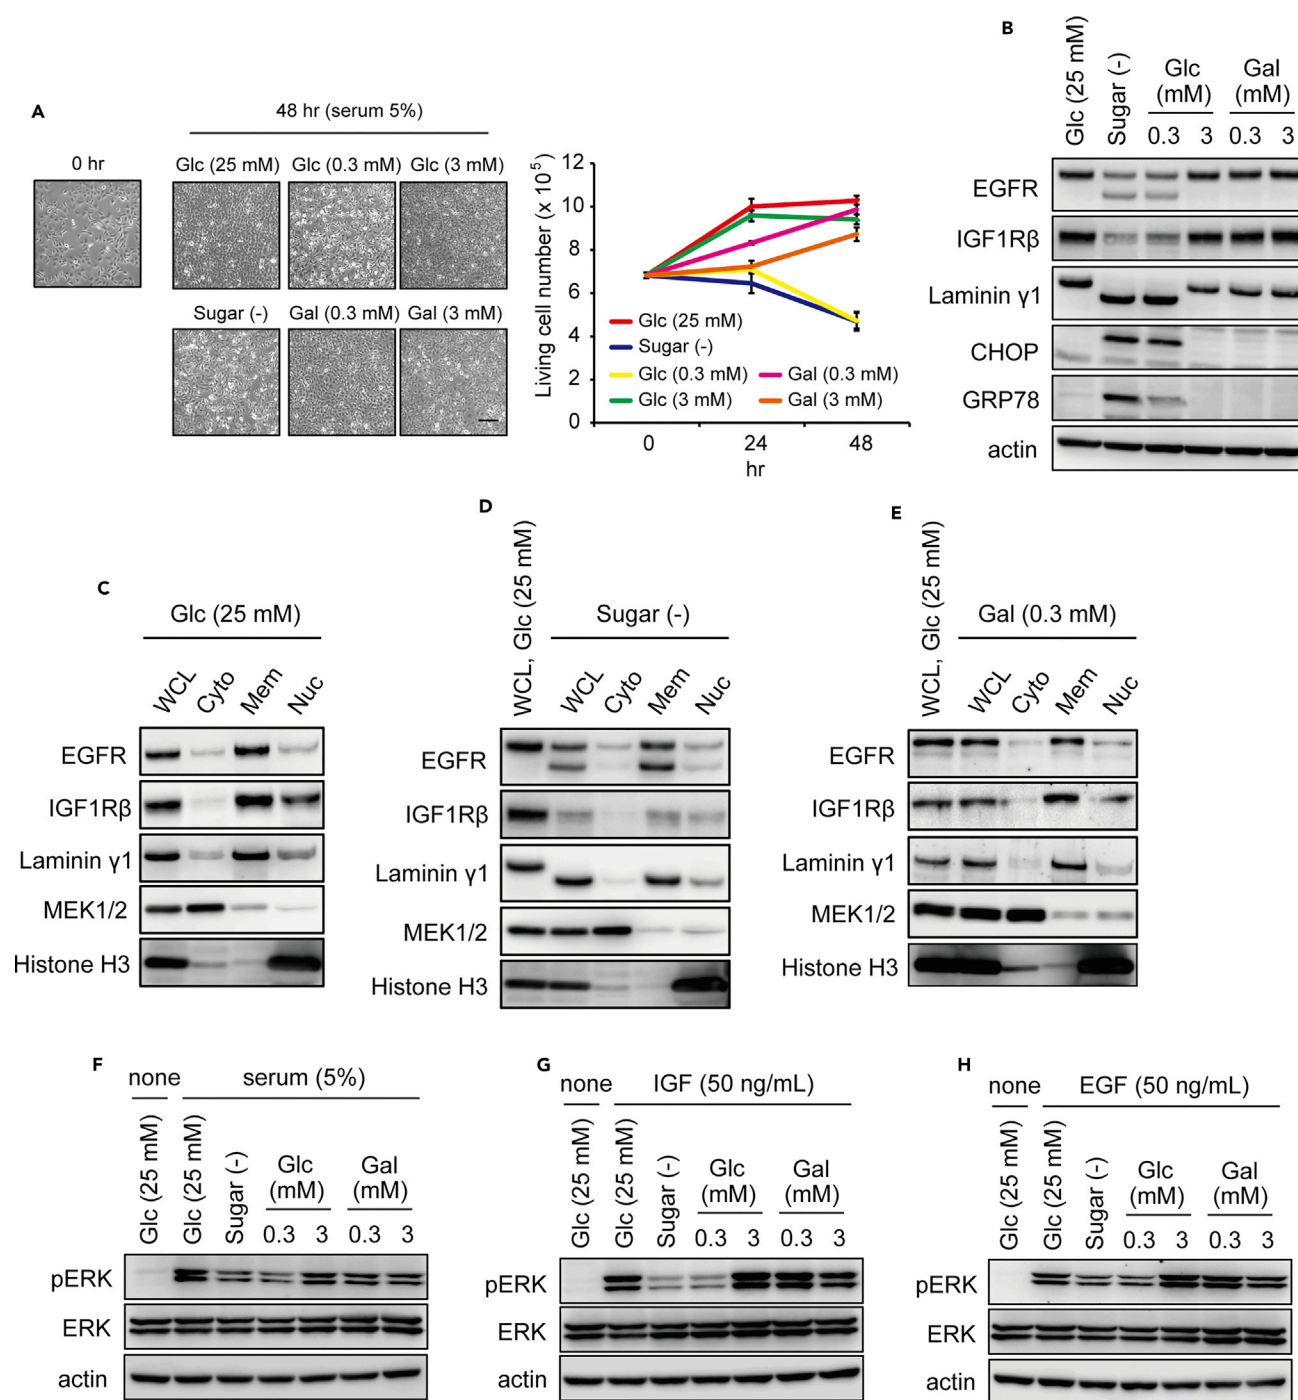 A
48 hr (serum 5%)
0 hr
Glc (25 mM) Glc (0.3 mM) Glc (3 mM)
Sugar (-) Gal (0.3 mM) Gal (3 mM)
Living cell number (x 10⁵)
12
10
8
6
4
2
0
0 24 48
hr
Glc (25 mM)
Sugar (-)
Glc (0.3 mM) Gal (0.3 mM)
Glc (3 mM) Gal (3 mM)
B
Glc (25 mM)
Sugar (-)
Glc (mM)
Gal (mM)
0.3 3 0.3 3
EGFR
IGF1Rβ
Laminin γ1
CHOP
GRP78
actin
C
Glc (25 mM)
WCL Cyto Mem Nuc
EGFR
IGF1Rβ
Laminin γ1
MEK1/2
Histone H3
D
WCL, Glc (25 mM)
Sugar (-)
WCL Cyto Mem Nuc
EGFR
IGF1Rβ
Laminin γ1
MEK1/2
Histone H3
E
WCL, Glc (25 mM)
Gal (0.3 mM)
WCL Cyto Mem Nuc
EGFR
IGF1Rβ
Laminin γ1
MEK1/2
Histone H3
F
none serum (5%)
Glc (25 mM)
Glc (25 mM)
Sugar (-)
Glc (mM)
Gal (mM)
0.3 3 0.3 3
pERK
ERK
actin
G
none IGF (50 ng/mL)
Glc (25 mM)
Glc (25 mM)
Sugar (-)
Glc (mM)
Gal (mM)
0.3 3 0.3 3
pERK
ERK
actin
H
none EGF (50 ng/mL)
Glc (25 mM)
Glc (25 mM)
Sugar (-)
Glc (mM)
Gal (mM)
0.3 3 0.3 3
pERK
ERK
actin